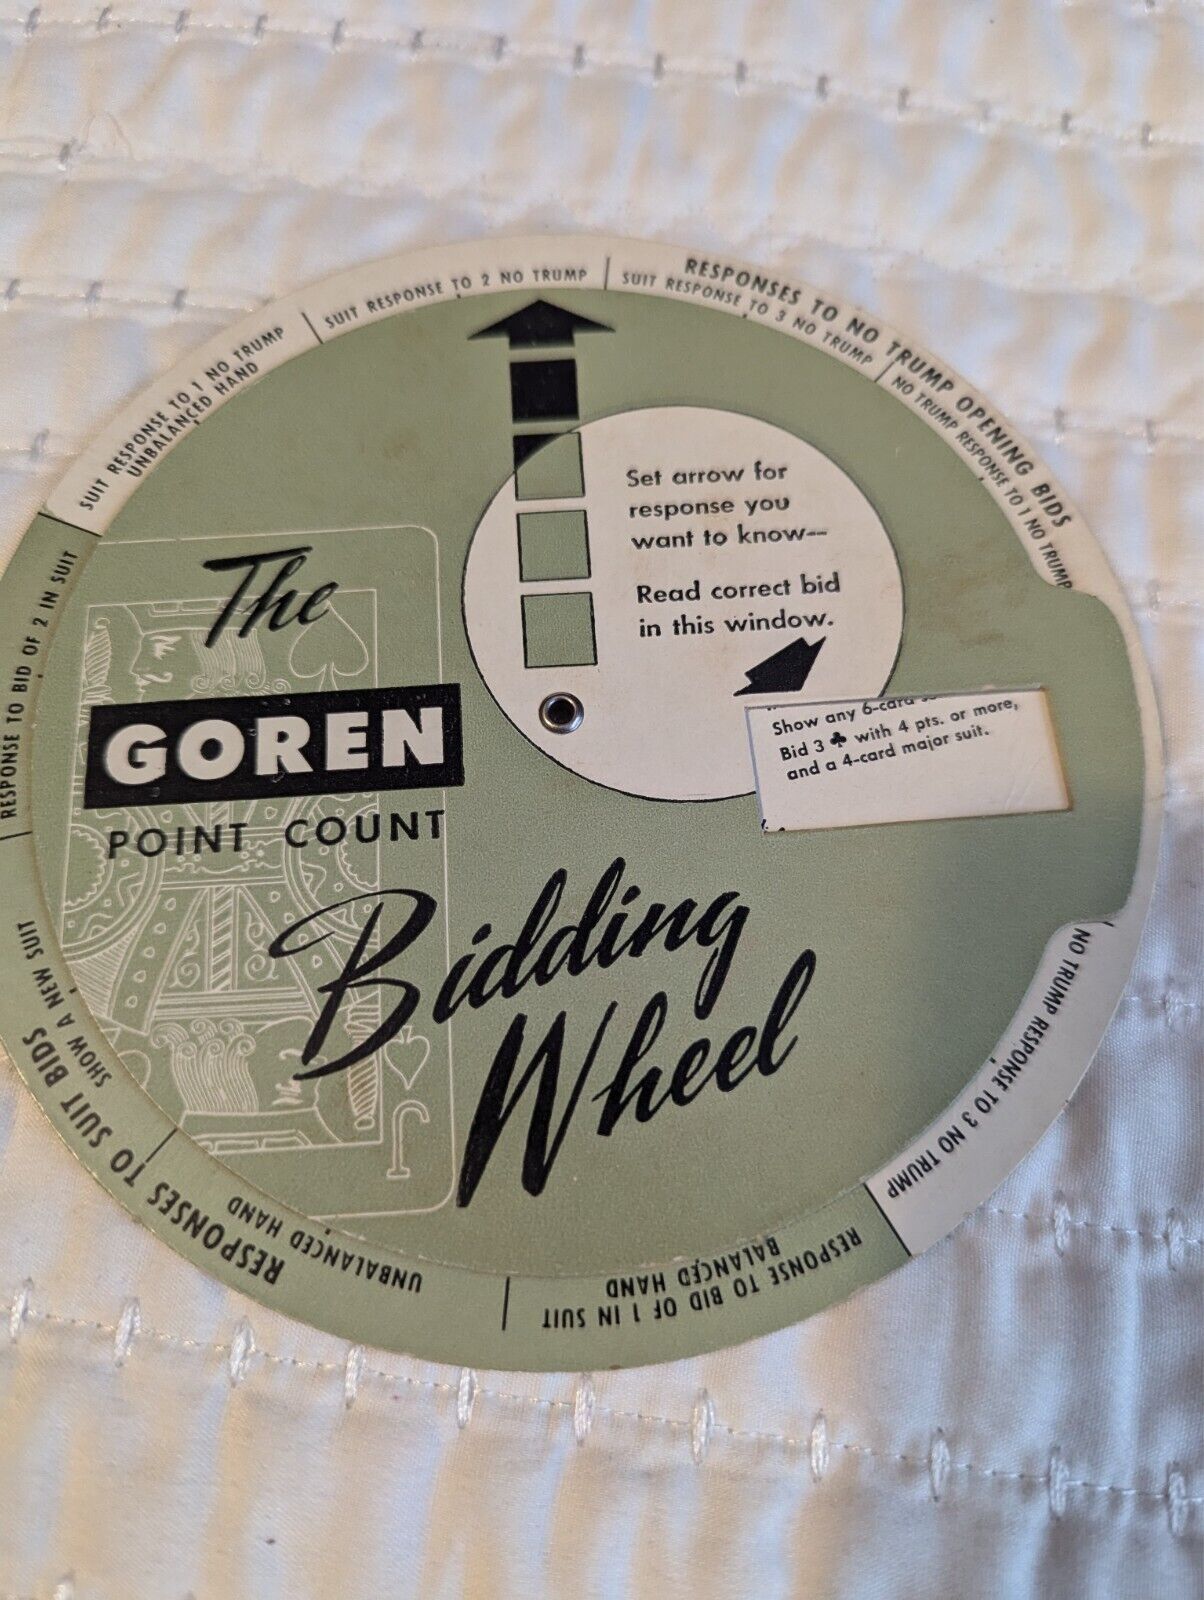 RESPONSES TO NO TRUMP OPENING BIDS
SUIT RESPONSE TO 1 NO TRUMP
UNBALANCED HAND
SUIT RESPONSE TO 2 NO TRUMP
SUIT RESPONSE TO 3 NO TRUMP
NO TRUMP RESPONSE TO 1 NO TRUMP
NO TRUMP RESPONSE TO 3 NO TRUMP
Set arrow for
response you
want to know--
Read correct bid
in this window.
Show any 6-card
Bid 3 ♣ with 4 pts. or more,
and a 4-card major suit.
The
GOREN
POINT COUNT
Bidding
Wheel
J
RESPONSES TO SUIT BIDS
RESPONSE TO BID OF 1 IN SUIT
BALANCED HAND
UNBALANCED HAND
SHOW A NEW SUIT
RESPONSE TO BID OF 2 IN SUIT